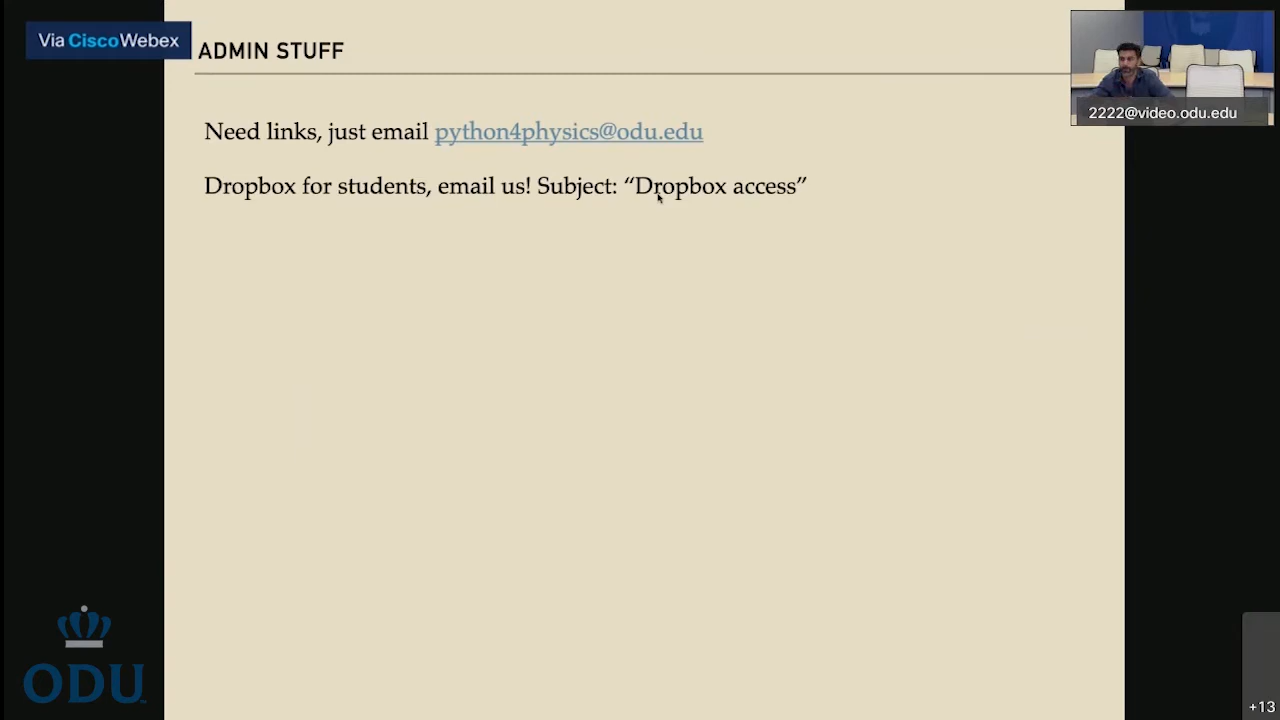 Via CiscoWebex
ADMIN STUFF
2222@video.odu.edu
Need links, just email python4physics@odu.edu
Dropbox for students, email us! Subject: “Dropbox access”
ODU
+13